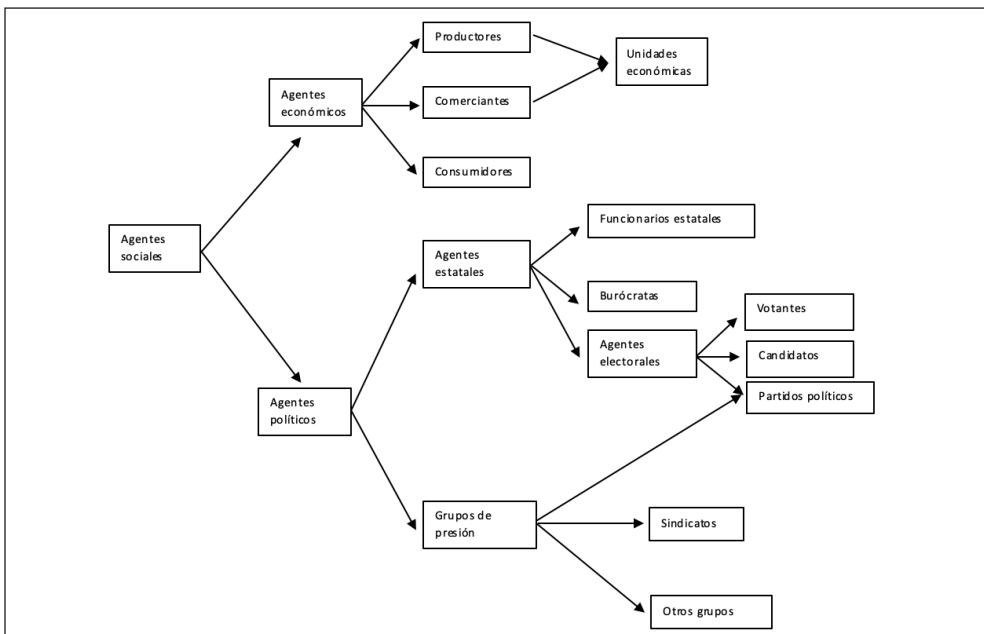 Productores
Unidades
económicas
Agentes
económicos
Comerciantes
Consumidores
Agentes
sociales
Funcionarios estatales
Agentes
estatales
Burócratas
Votantes
Agentes
electorales
Candidatos
Partidos políticos
Agentes
políticos
Grupos de
presión
Sindicatos
Otros grupos